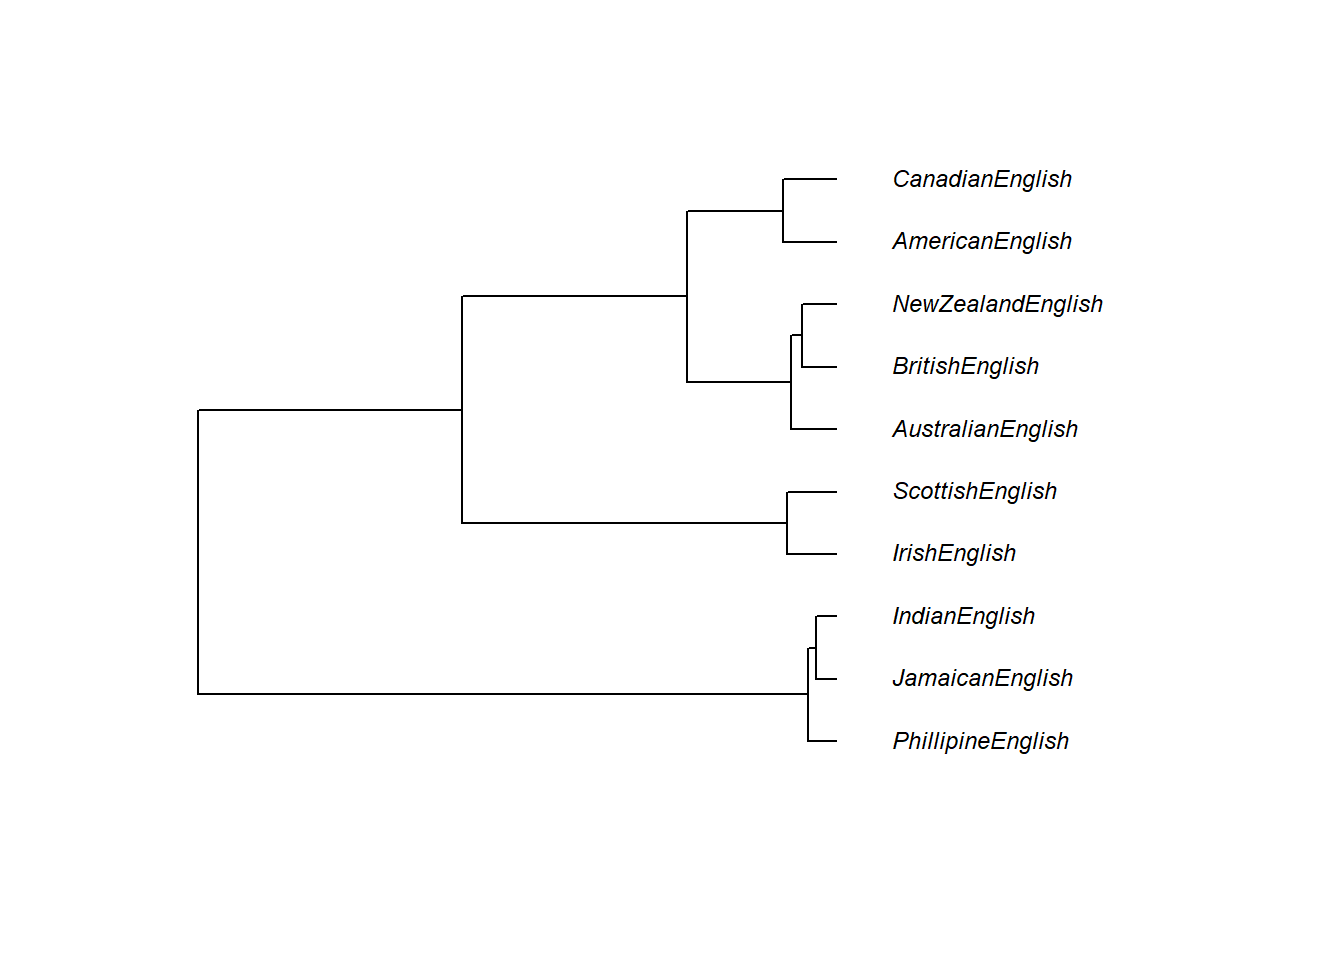 CanadianEnglish
AmericanEnglish
NewZealandEnglish
BritishEnglish
AustralianEnglish
ScottishEnglish
IrishEnglish
IndianEnglish
JamaicanEnglish
PhillipineEnglish